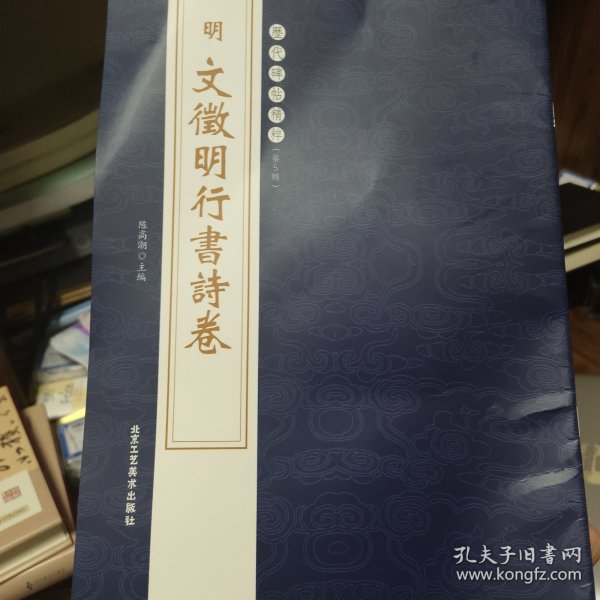 歷代碑帖精粹
（第5輯）
明
文徵明行書詩卷
陈高潮◎主编
北京工艺美术出版社
孔夫子旧书网
www.kongfz.com